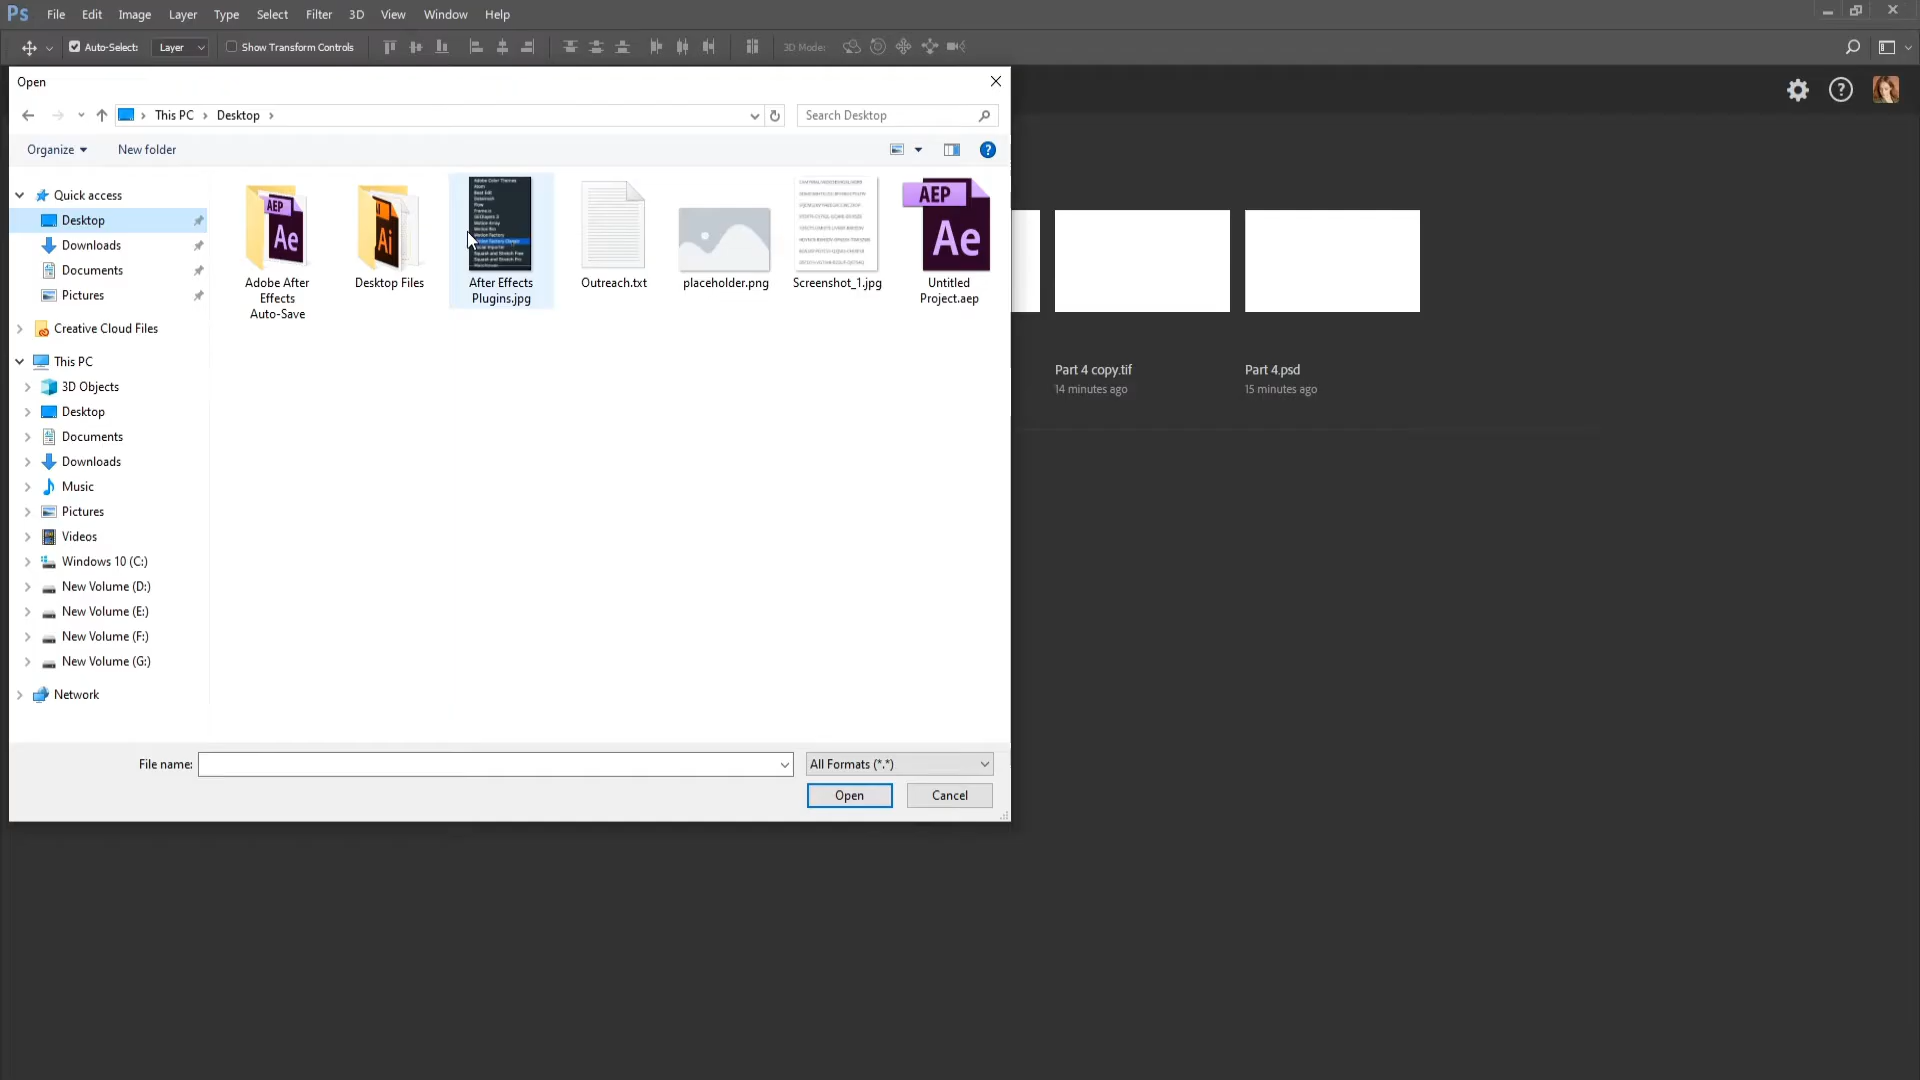 Ps File Edit Image Layer Type Select Filter 3D View Window Help
Auto-Select: Layer Show Transform Controls 3D Mode:
Open
This PC Desktop Search Desktop
Organize New folder
Quick access
Desktop
Downloads
Documents
Pictures
Creative Cloud Files
This PC
3D Objects
Desktop
Documents
Downloads
Music
Pictures
Videos
Windows 10 (C:)
New Volume (D:)
New Volume (E:)
New Volume (F:)
New Volume (G:)
Network
AEP
Ae
Adobe After
Effects
Auto-Save
Ai
Desktop Files
After Effects
Plugins.jpg
Outreach.txt
placeholder.png
Screenshot_1.jpg
AEP
Ae
Untitled
Project.aep
Part 4 copy.tif
14 minutes ago
Part 4.psd
15 minutes ago
File name: All Formats (*.*)
Open Cancel